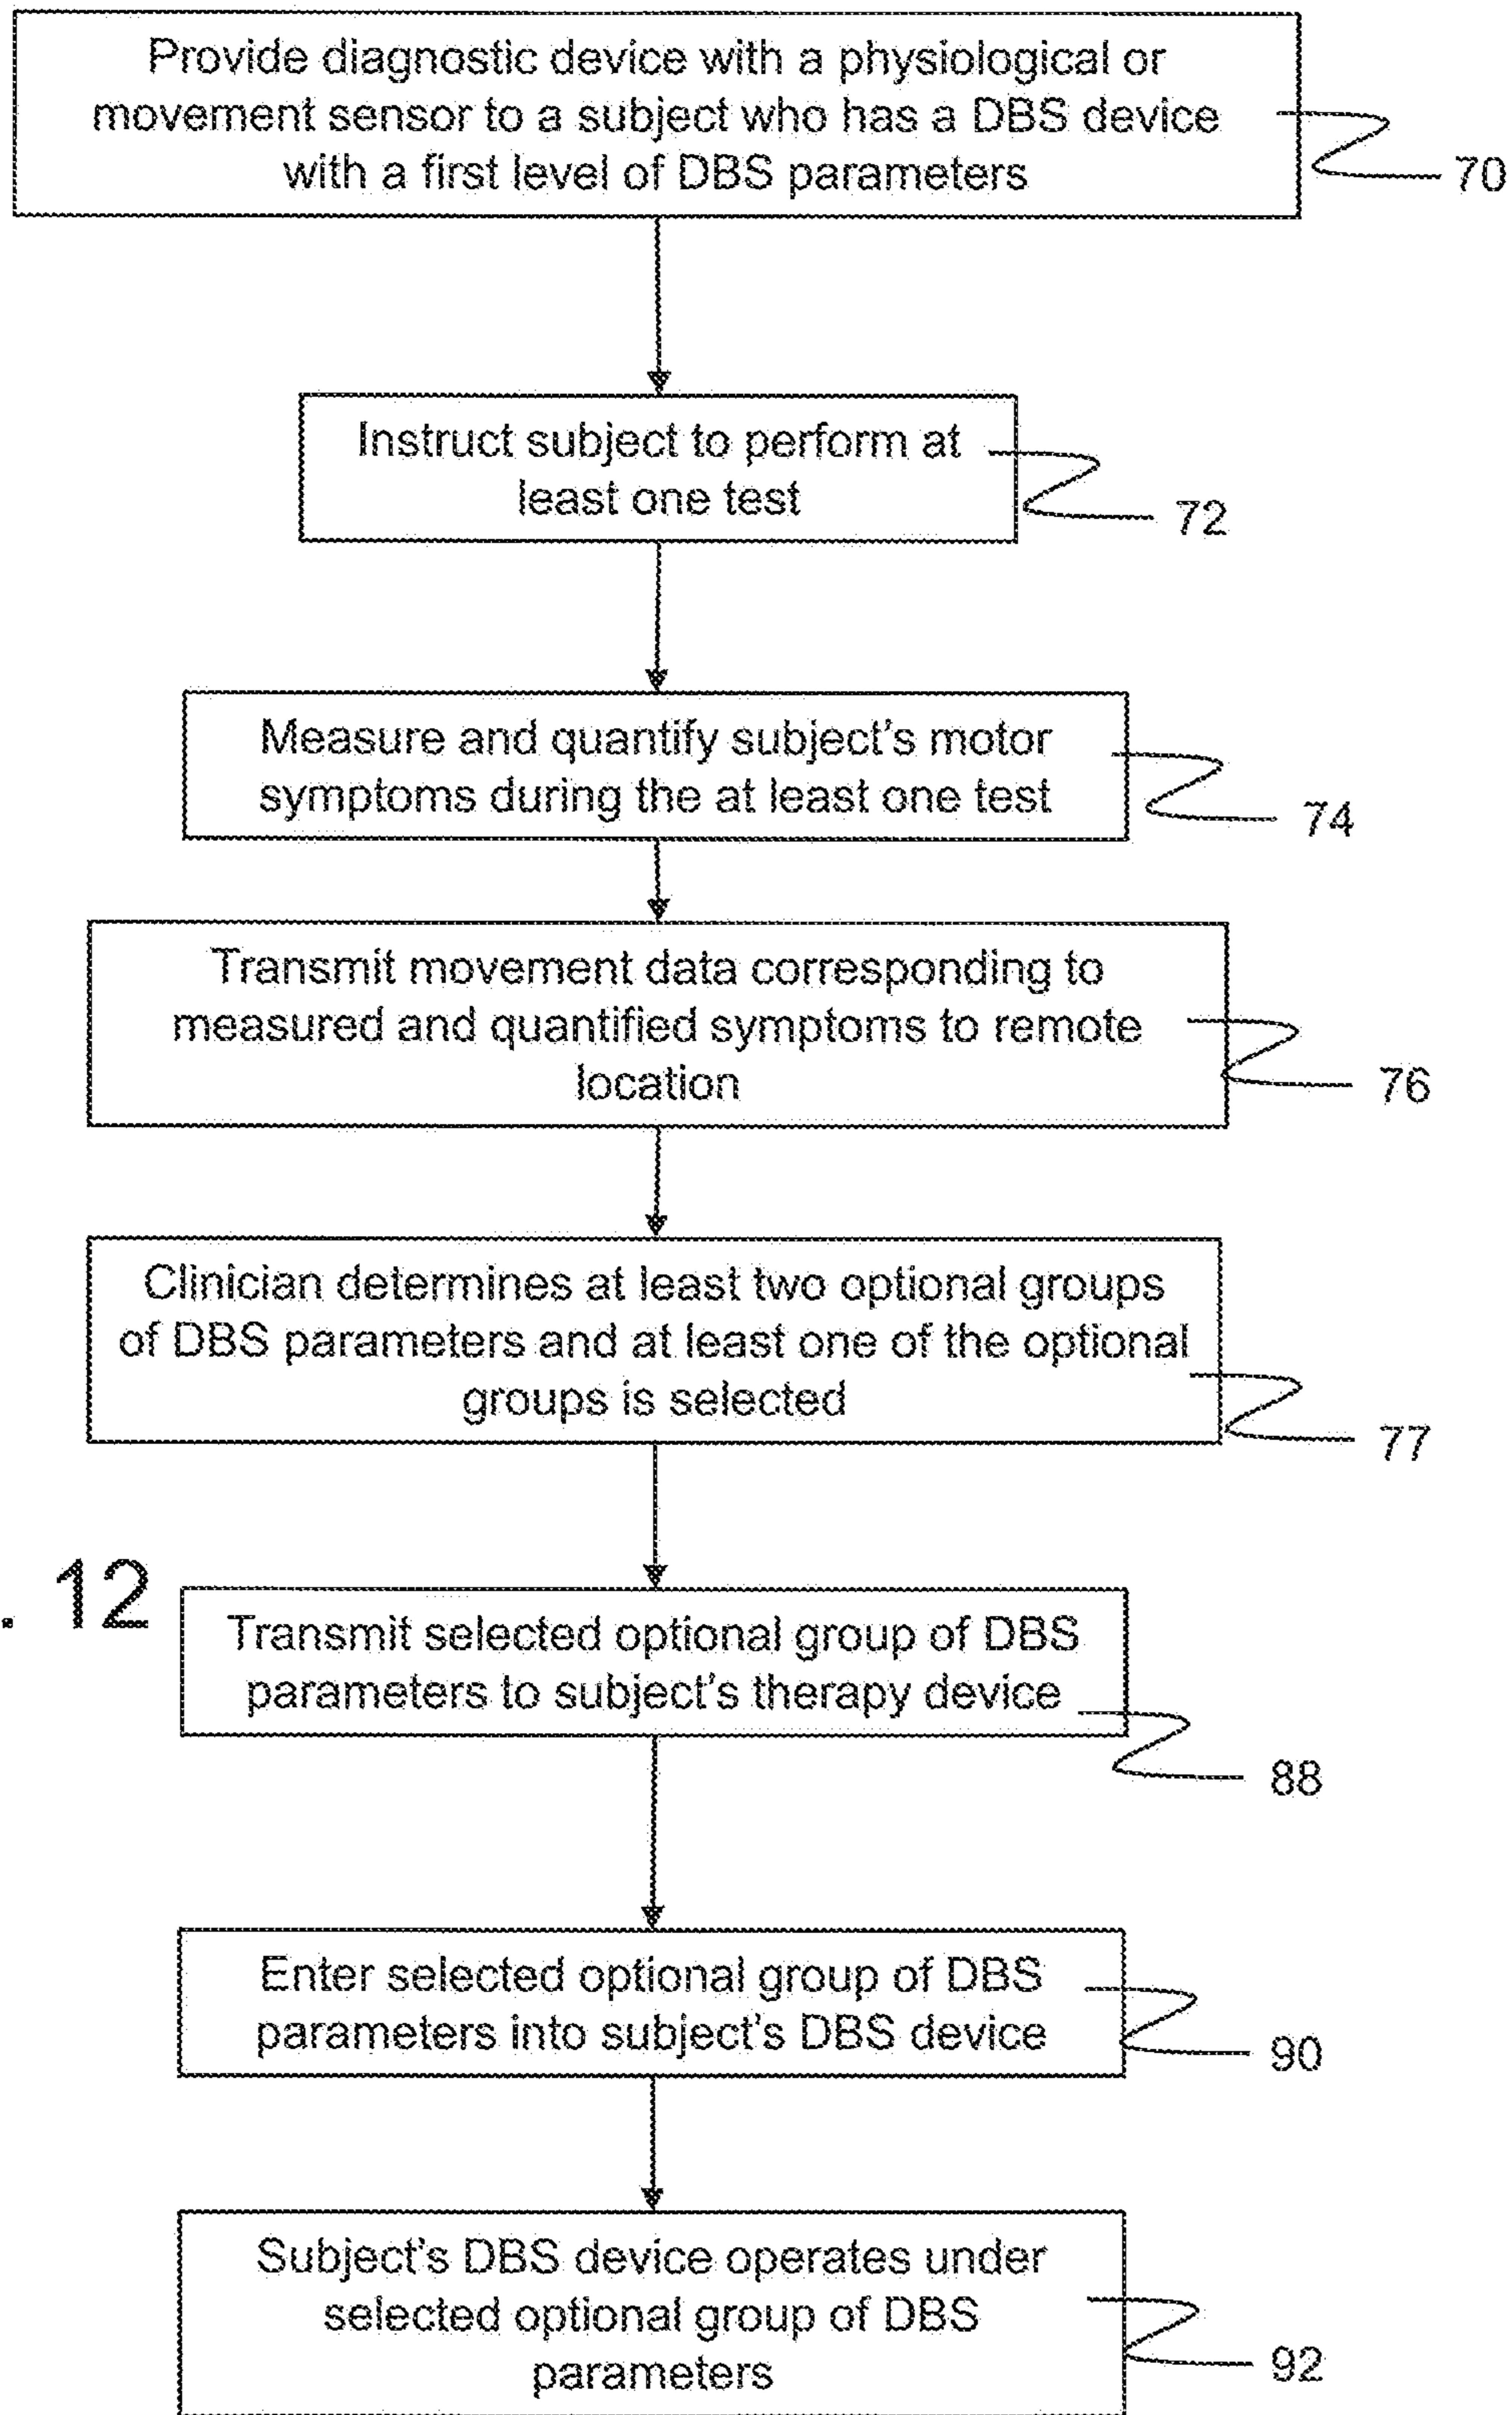 Provide diagnostic device with a physiological or
movement sensor to a subject who has a DBS device
with a first level of DBS parameters
70
Instruct subject to perform at
least one test
72
Measure and quantify subject's motor
symptoms during the at least one test
74
Transmit movement data corresponding to
measured and quantified symptoms to remote
location
76
Clinician determines at least two optional groups
of DBS parameters and at least one of the optional
groups is selected
77
. 12
Transmit selected optional group of DBS
parameters to subject's therapy device
88
Enter selected optional group of DBS
parameters into subject's DBS device
90
Subject's DBS device operates under
selected optional group of DBS
parameters
92